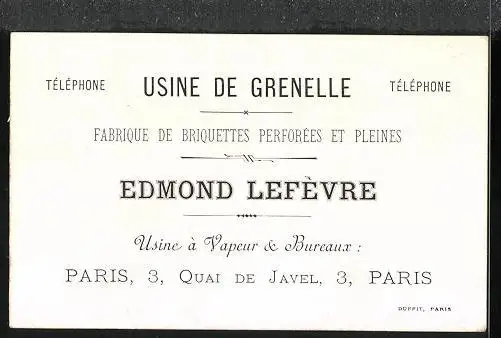 TÉLÉPHONE USINE DE GRENELLE TÉLÉPHONE
FABRIQUE DE BRIQUETTES PERFORÉES ET PLEINES
EDMOND LEFÈVRE
Usine à Vapeur & Bureaux :
PARIS, 3, QUAI DE JAVEL, 3, PARIS
DUFFIT, PARIS